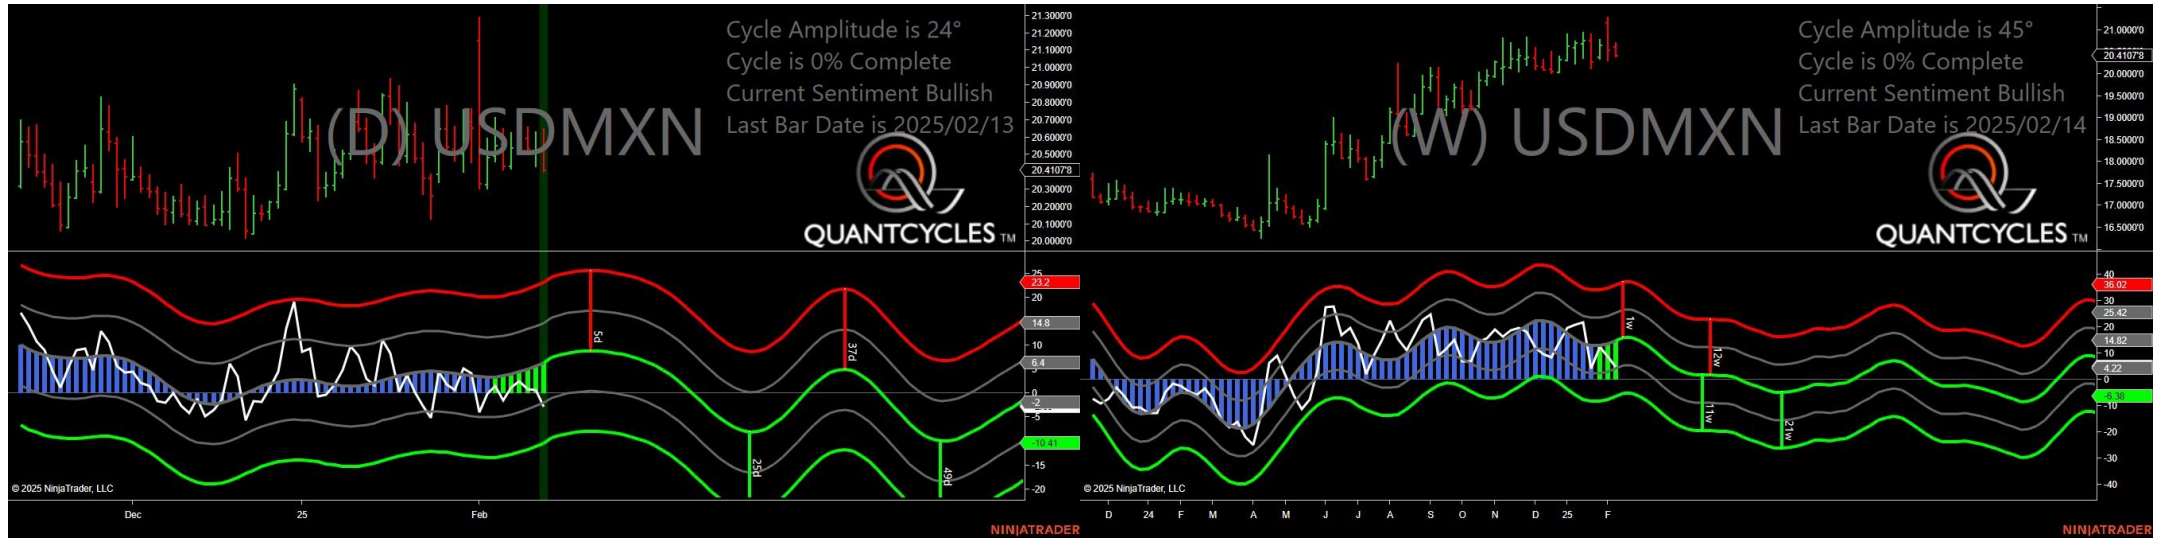 Cycle Amplitude is 24°
Cycle is 0% Complete
Current Sentiment Bullish
Last Bar Date is 2025/02/13
(D) USDMXN
QUANTCYCLES TM
21.3000'0
21.2000'0
21.1000'0
21.0000'0
20.9000'0
20.8000'0
20.7000'0
20.6000'0
20.5000'0
20.4107'8
20.3000'0
20.2000'0
20.1000'0
20.0000'0
25
23.2
20
14.8
10
6.4
0
-2
-5
-10.41
-15
-20
5d
37d
25d
49d
© 2025 NinjaTrader, LLC
Dec
25
Feb
NINJATRADER
Cycle Amplitude is 45°
Cycle is 0% Complete
Current Sentiment Bullish
Last Bar Date is 2025/02/14
(W) USDMXN
QUANTCYCLES TM
21.0000'0
20.4107'8
20.0000'0
19.5000'0
19.0000'0
18.5000'0
18.0000'0
17.5000'0
17.0000'0
16.5000'0
40
36.02
30
25.42
20
14.82
10
4.22
0
-6.38
-10
-20
-30
-40
1w
12w
11w
21w
© 2025 NinjaTrader, LLC
D 24 F M A M J J A S O N D 25 F
NINJATRADER